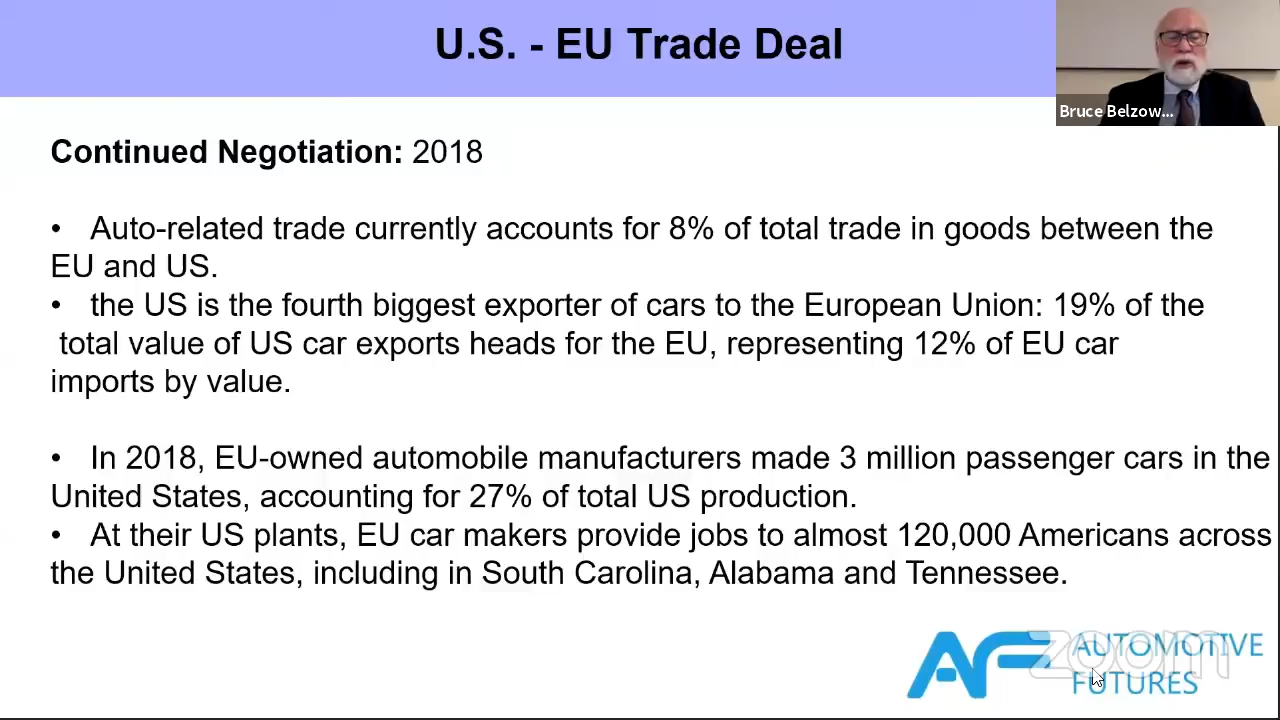 U.S. - EU Trade Deal
Bruce Belzow...
Continued Negotiation: 2018
• Auto-related trade currently accounts for 8% of total trade in goods between the
EU and US.
• the US is the fourth biggest exporter of cars to the European Union: 19% of the
total value of US car exports heads for the EU, representing 12% of EU car
imports by value.
• In 2018, EU-owned automobile manufacturers made 3 million passenger cars in the
United States, accounting for 27% of total US production.
• At their US plants, EU car makers provide jobs to almost 120,000 Americans across
the United States, including in South Carolina, Alabama and Tennessee.
AF AUTOMOTIVE
FUTURES
zoom